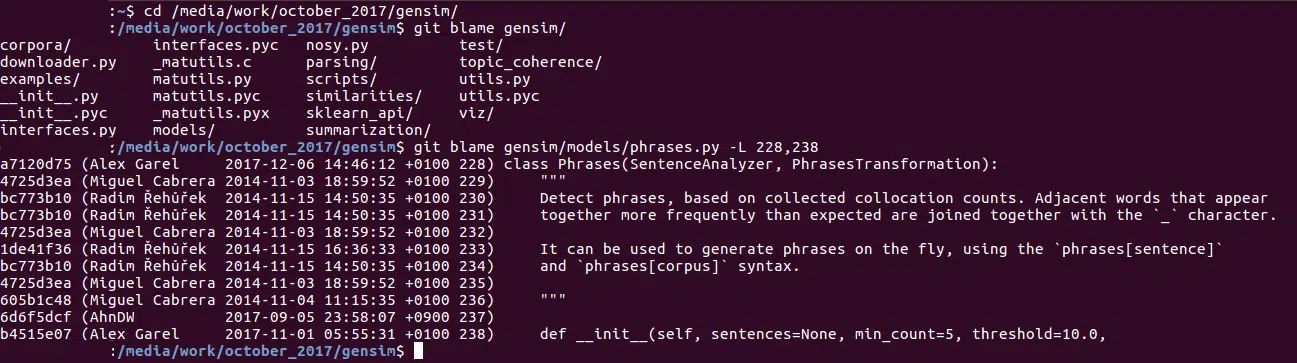 :~$ cd /media/work/october_2017/gensim/
:/media/work/october_2017/gensim$ git blame gensim/
corpora/          interfaces.pyc  nosy.py         test/
downloader.py     _matutils.c     parsing/        topic_coherence/
examples/         matutils.py     scripts/        utils.py
__init__.py       matutils.pyc    similarities/   utils.pyc
__init__.pyc      _matutils.pyx   sklearn_api/    viz/
interfaces.py     models/         summarization/
:/media/work/october_2017/gensim$ git blame gensim/models/phrases.py -L 228,238
a7120d75 (Alex Garel     2017-12-06 14:46:12 +0100 228) class Phrases(SentenceAnalyzer, PhrasesTransformation):
4725d3ea (Miguel Cabrera 2014-11-03 18:59:52 +0100 229)     """
bc773b10 (Radim Řehůřek  2014-11-15 14:50:35 +0100 230)     Detect phrases, based on collected collocation counts. Adjacent words that appear
bc773b10 (Radim Řehůřek  2014-11-15 14:50:35 +0100 231)     together more frequently than expected are joined together with the `_` character.
4725d3ea (Miguel Cabrera 2014-11-03 18:59:52 +0100 232)
1de41f36 (Radim Řehůřek  2014-11-15 16:36:33 +0100 233)     It can be used to generate phrases on the fly, using the `phrases[sentence]`
bc773b10 (Radim Řehůřek  2014-11-15 14:50:35 +0100 234)     and `phrases[corpus]` syntax.
4725d3ea (Miguel Cabrera 2014-11-03 18:59:52 +0100 235)
605b1c48 (Miguel Cabrera 2014-11-04 11:15:35 +0100 236)     """
6d6f5dcf (AhnDW          2017-09-05 23:58:07 +0900 237)
b4515e07 (Alex Garel     2017-11-01 05:55:31 +0100 238)     def __init__(self, sentences=None, min_count=5, threshold=10.0,
:/media/work/october_2017/gensim$